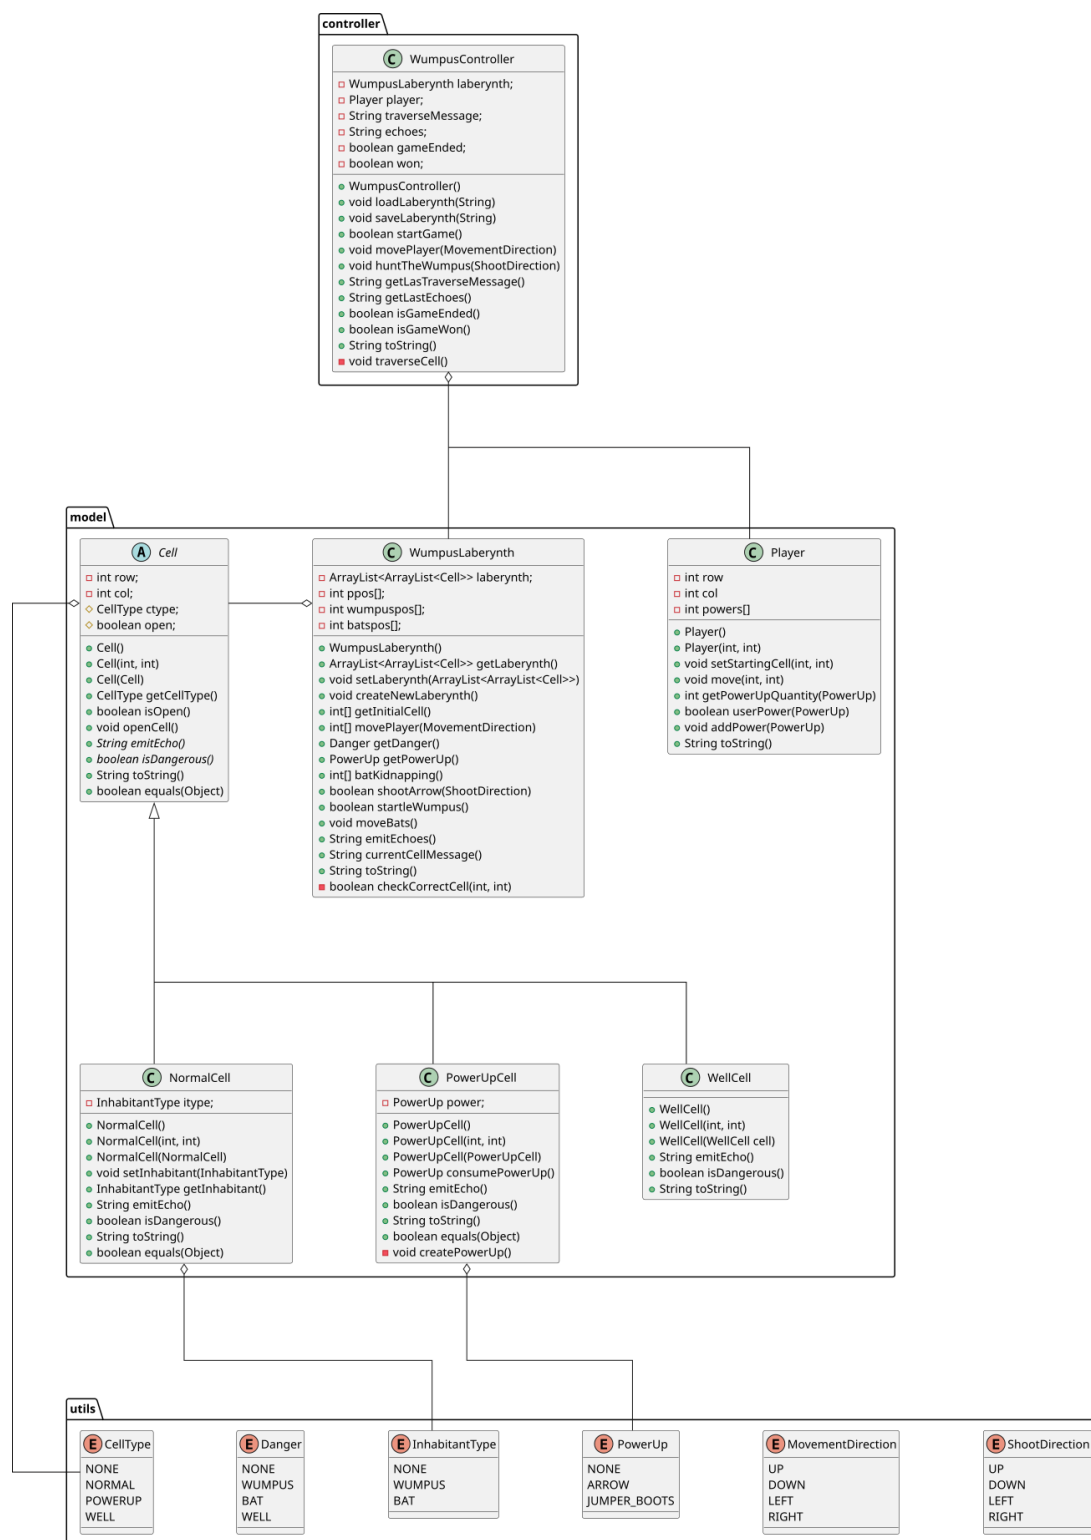 controller
C WumpusController
WumpusLaberynth laberynth;
Player player;
String traverseMessage;
String echoes;
boolean gameEnded;
boolean won;
WumpusController()
void loadLaberynth(String)
void saveLaberynth(String)
boolean startGame()
void movePlayer(MovementDirection)
void huntTheWumpus(ShootDirection)
String getLasTraverseMessage()
String getLastEchoes()
boolean isGameEnded()
boolean isGameWon()
String toString()
void traverseCell()
model
A Cell
int row;
int col;
CellType ctype;
boolean open;
Cell()
Cell(int, int)
Cell(Cell)
CellType getCellType()
boolean isOpen()
void openCell()
String emitEcho()
boolean isDangerous()
String toString()
boolean equals(Object)
C WumpusLaberynth
ArrayList<ArrayList<Cell>> laberynth;
int ppos[];
int wumpuspos[];
int batspos[];
WumpusLaberynth()
ArrayList<ArrayList<Cell>> getLaberynth()
void setLaberynth(ArrayList<ArrayList<Cell>>)
void createNewLaberynth()
int[] getInitialCell()
int[] movePlayer(MovementDirection)
Danger getDanger()
PowerUp getPowerUp()
int[] batKidnapping()
boolean shootArrow(ShootDirection)
boolean startleWumpus()
void moveBats()
String emitEchoes()
String currentCellMessage()
String toString()
boolean checkCorrectCell(int, int)
C Player
int row
int col
int powers[]
Player()
Player(int, int)
void setStartingCell(int, int)
void move(int, int)
int getPowerUpQuantity(PowerUp)
boolean userPower(PowerUp)
void addPower(PowerUp)
String toString()
C NormalCell
InhabitantType itype;
NormalCell()
NormalCell(int, int)
NormalCell(NormalCell)
void setInhabitant(InhabitantType)
InhabitantType getInhabitant()
String emitEcho()
boolean isDangerous()
String toString()
boolean equals(Object)
C PowerUpCell
PowerUp power;
PowerUpCell()
PowerUpCell(int, int)
PowerUpCell(PowerUpCell)
PowerUp consumePowerUp()
String emitEcho()
boolean isDangerous()
String toString()
boolean equals(Object)
void createPowerUp()
C WellCell
WellCell()
WellCell(int, int)
WellCell(WellCell cell)
String emitEcho()
boolean isDangerous()
String toString()
utils
E CellType
NONE
NORMAL
POWERUP
WELL
E Danger
NONE
WUMPUS
BAT
WELL
E InhabitantType
NONE
WUMPUS
BAT
E PowerUp
NONE
ARROW
JUMPER_BOOTS
E MovementDirection
UP
DOWN
LEFT
RIGHT
E ShootDirection
UP
DOWN
LEFT
RIGHT